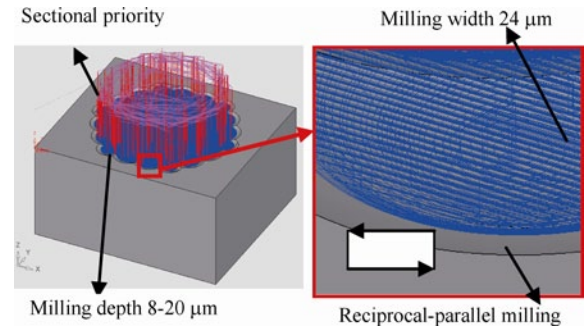 Sectional priority
Milling width 24 μm
Z
Y
X
Milling depth 8-20 μm
Reciprocal-parallel milling